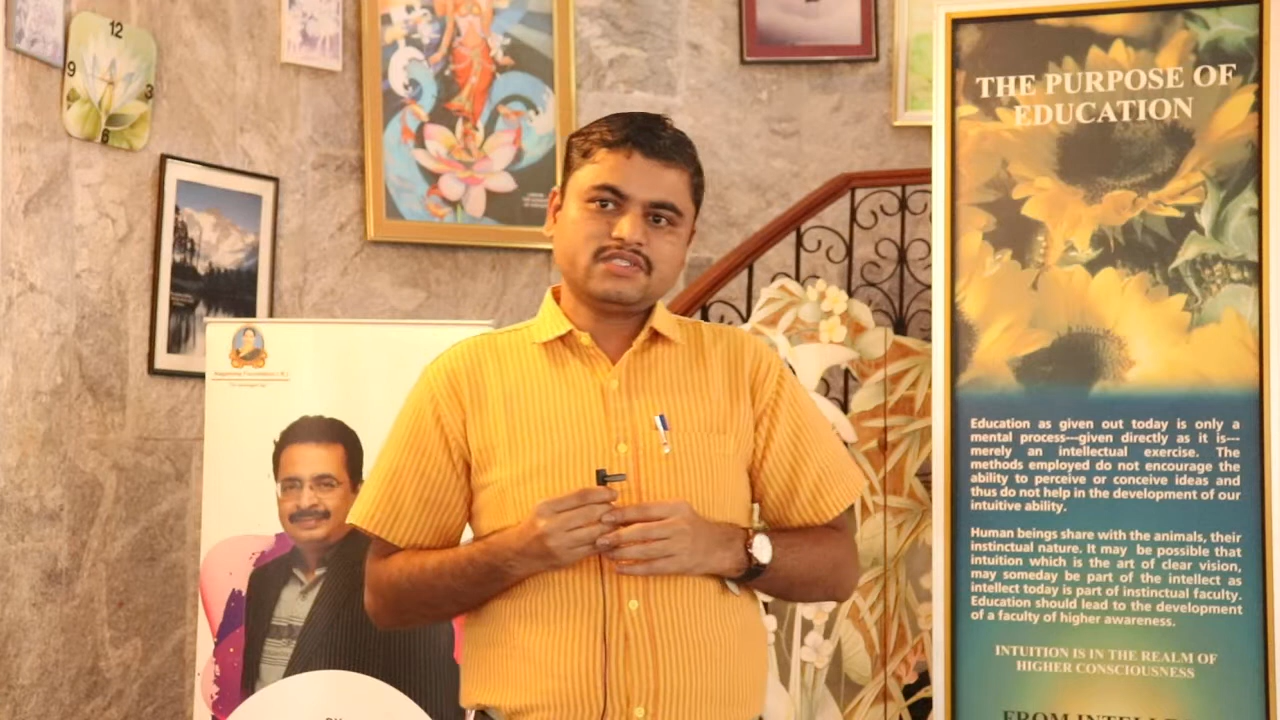 12
9
3
6
THE PURPOSE OF
EDUCATION
Education as given out today is only a
mental process---given directly as it is---
merely an intellectual exercise. The
methods employed do not encourage the
ability to perceive or conceive ideas and
thus do not help in the development of our
intuitive ability.
Human beings share with the animals, their
instinctual nature. It may be possible that
intuition which is the art of clear vision,
may someday be part of the intellect as
intellect today is part of instinctual faculty.
Education should lead to the development
of a faculty of higher awareness.
INTUITION IS IN THE REALM OF
HIGHER CONSCIOUSNESS